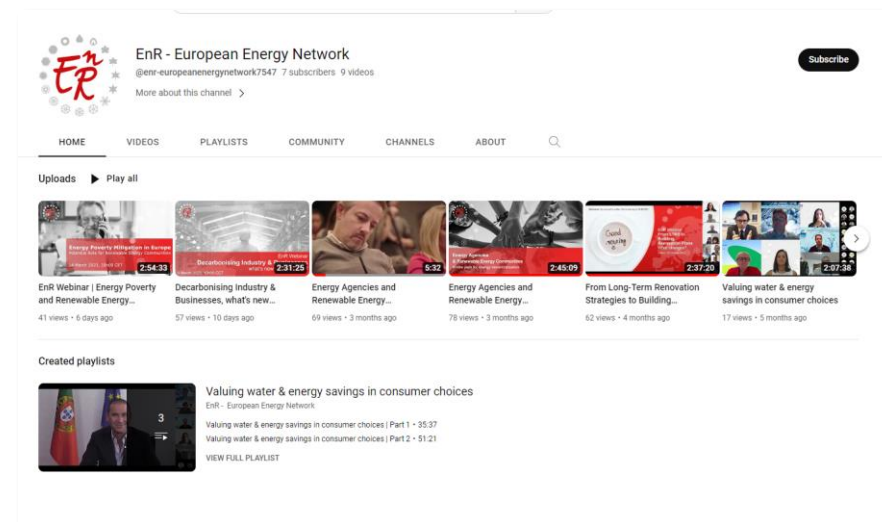 EnR
EnR - European Energy Network
@enr-europeanenergynetwork7547 7 subscribers 9 videos
More about this channel >
Subscribe
HOME VIDEOS PLAYLISTS COMMUNITY CHANNELS ABOUT
Uploads ▶ Play all
Energy Poverty Mitigation in Europe
2:54:33
EnR Webinar
Decarbonising Industry &
WHAT'S NEW
2:31:25
5:32
Energy Agencies
& Renewable Energy Communities
2:45:09
Good
morning
2:37:20
2:07:38
EnR Webinar | Energy Poverty
and Renewable Energy...
41 views • 6 days ago
Decarbonising Industry &
Businesses, what's new...
57 views • 10 days ago
Energy Agencies and
Renewable Energy...
69 views • 3 months ago
Energy Agencies and
Renewable Energy...
78 views • 3 months ago
From Long-Term Renovation
Strategies to Building...
62 views • 4 months ago
Valuing water & energy
savings in consumer choices
17 views • 5 months ago
Created playlists
3
Valuing water & energy savings in consumer choices
EnR - European Energy Network
Valuing water & energy savings in consumer choices | Part 1 • 35:37
Valuing water & energy savings in consumer choices | Part 2 • 51:21
VIEW FULL PLAYLIST